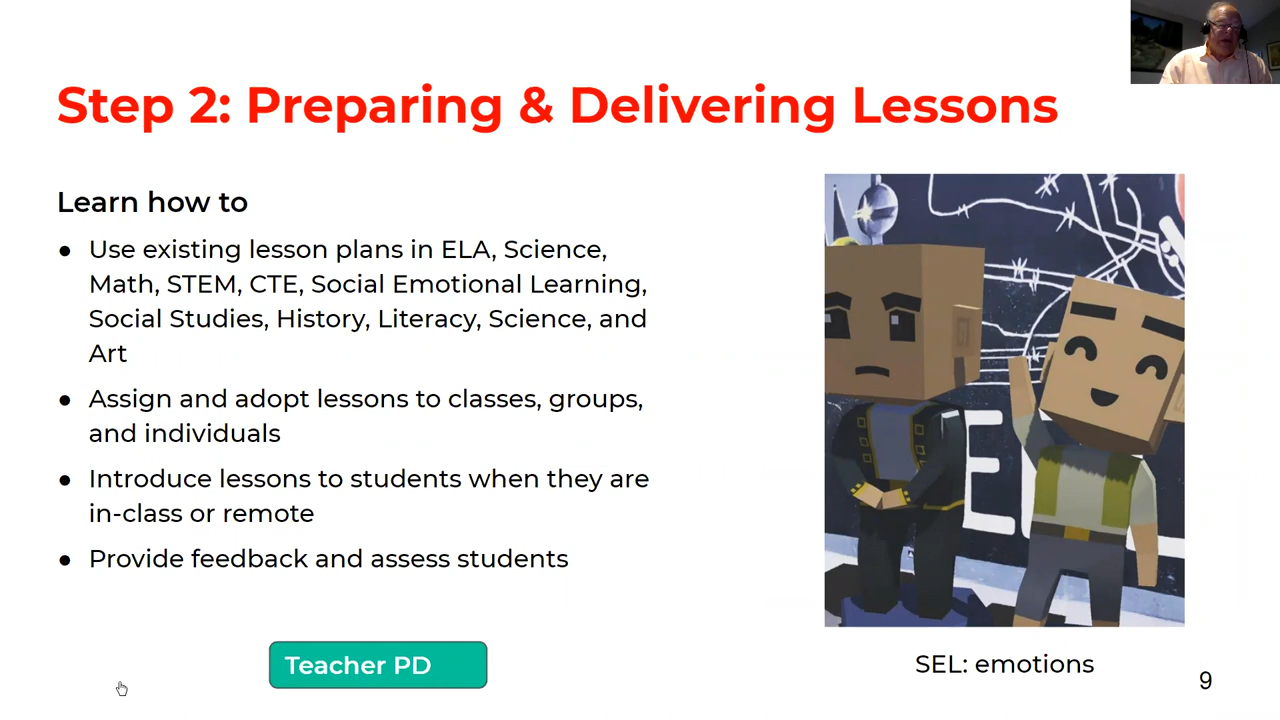 Step 2: Preparing & Delivering Lessons
Learn how to
● Use existing lesson plans in ELA, Science,
Math, STEM, CTE, Social Emotional Learning,
Social Studies, History, Literacy, Science, and
Art
● Assign and adopt lessons to classes, groups,
and individuals
● Introduce lessons to students when they are
in-class or remote
● Provide feedback and assess students
Teacher PD
SEL: emotions
9